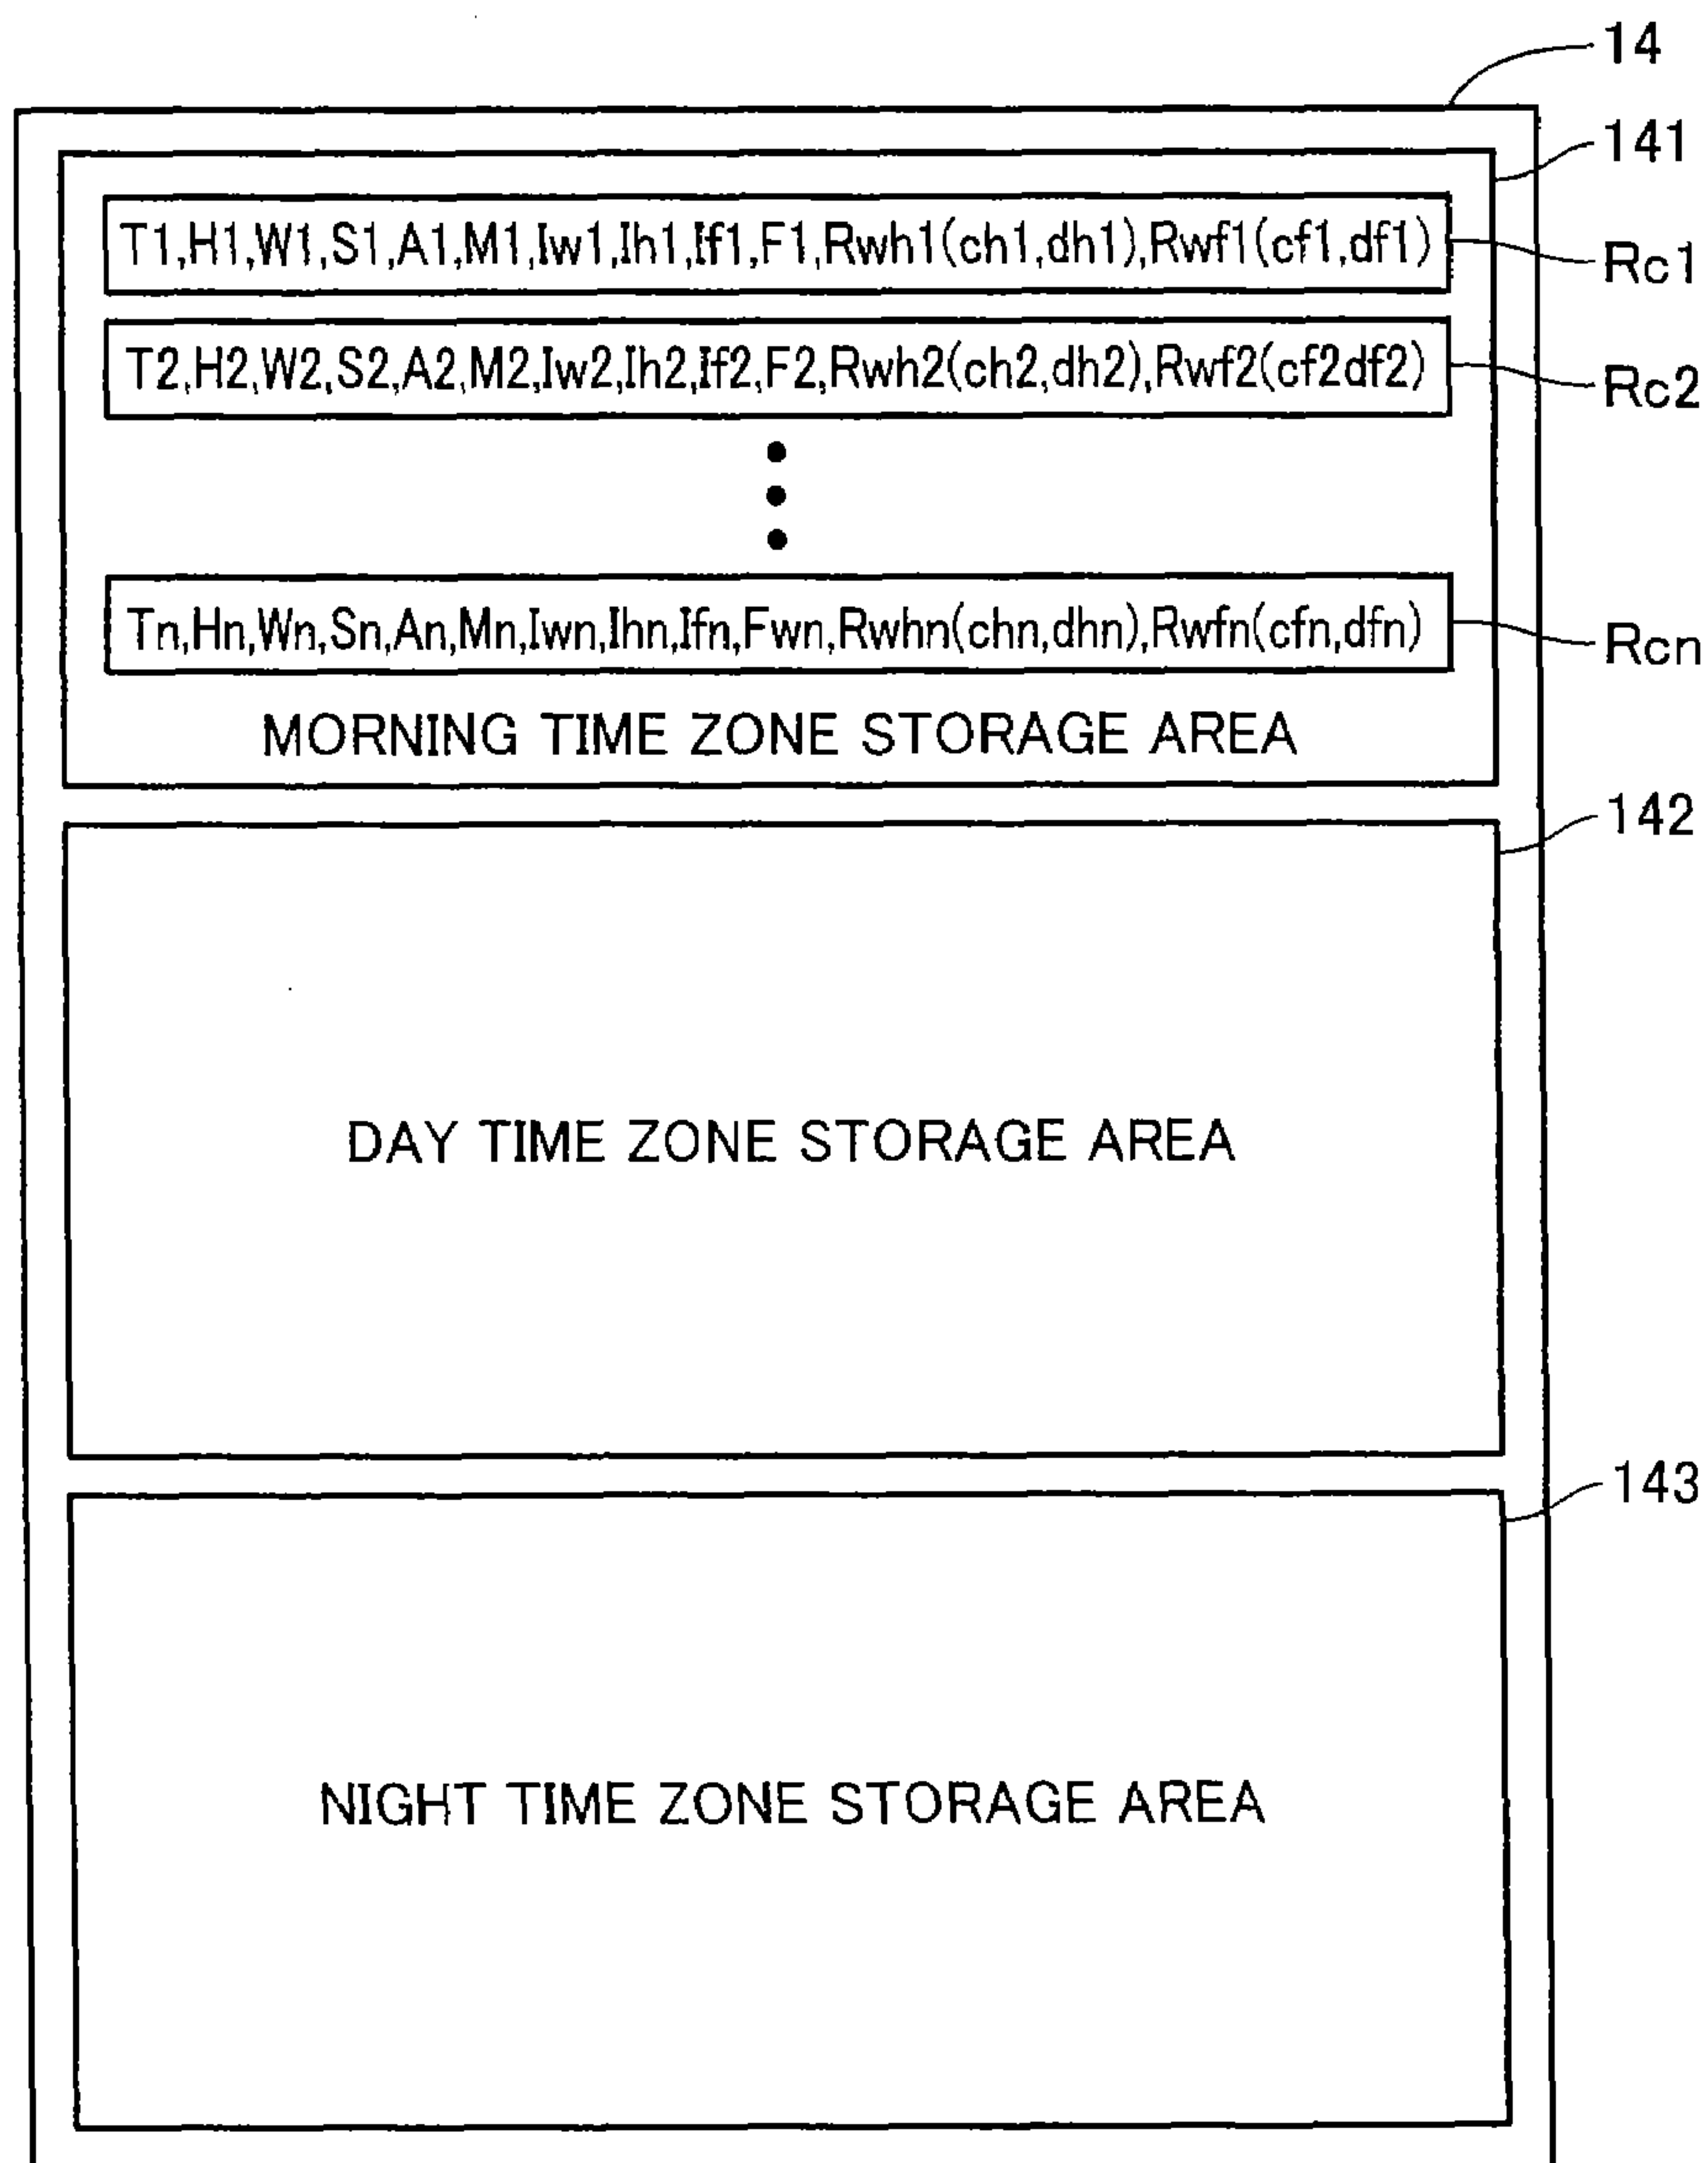 14
141
T1,H1,W1,S1,A1,M1,Iw1,Ih1,If1,F1,Rwh1(ch1,dh1),Rwf1(cf1,df1)
Rc1
T2,H2,W2,S2,A2,M2,Iw2,Ih2,If2,F2,Rwh2(ch2,dh2),Rwf2(cf2df2)
Rc2
Tn,Hn,Wn,Sn,An,Mn,Iwn,Ihn,Ifn,Fwn,Rwhn(chn,dhn),Rwfn(cfn,dfn)
Rcn
MORNING TIME ZONE STORAGE AREA
142
DAY TIME ZONE STORAGE AREA
143
NIGHT TIME ZONE STORAGE AREA